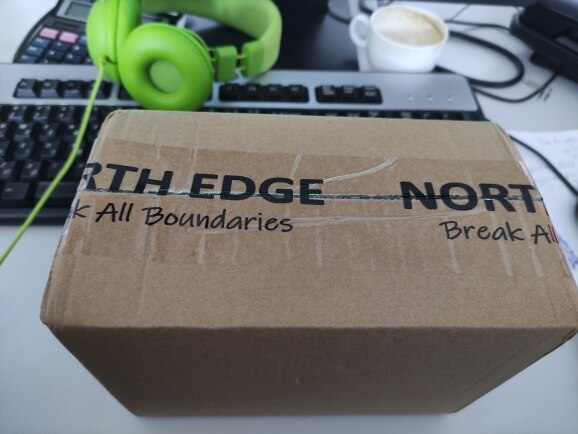 RTH EDGE NORT
k All Boundaries Break Al